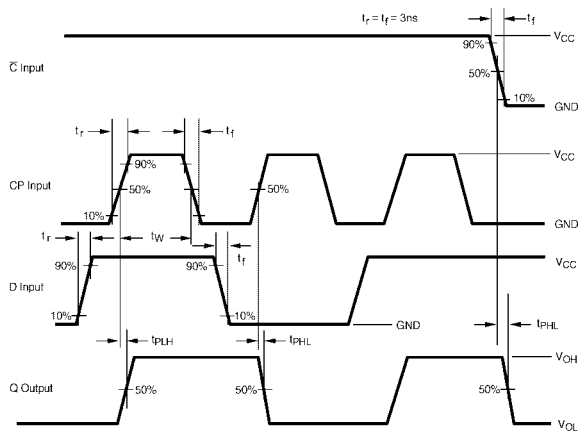 t_r = t_f = 3ns
t_f
V_CC
90%
C̅ Input
50%
10%
GND
t_r
t_f
V_CC
90%
CP Input
50%
50%
10%
GND
t_r
t_W
t_f
V_CC
90%
90%
D Input
10%
10%
GND
t_PLH
t_PHL
t_PHL
V_OH
Q Output
50%
50%
50%
V_OL